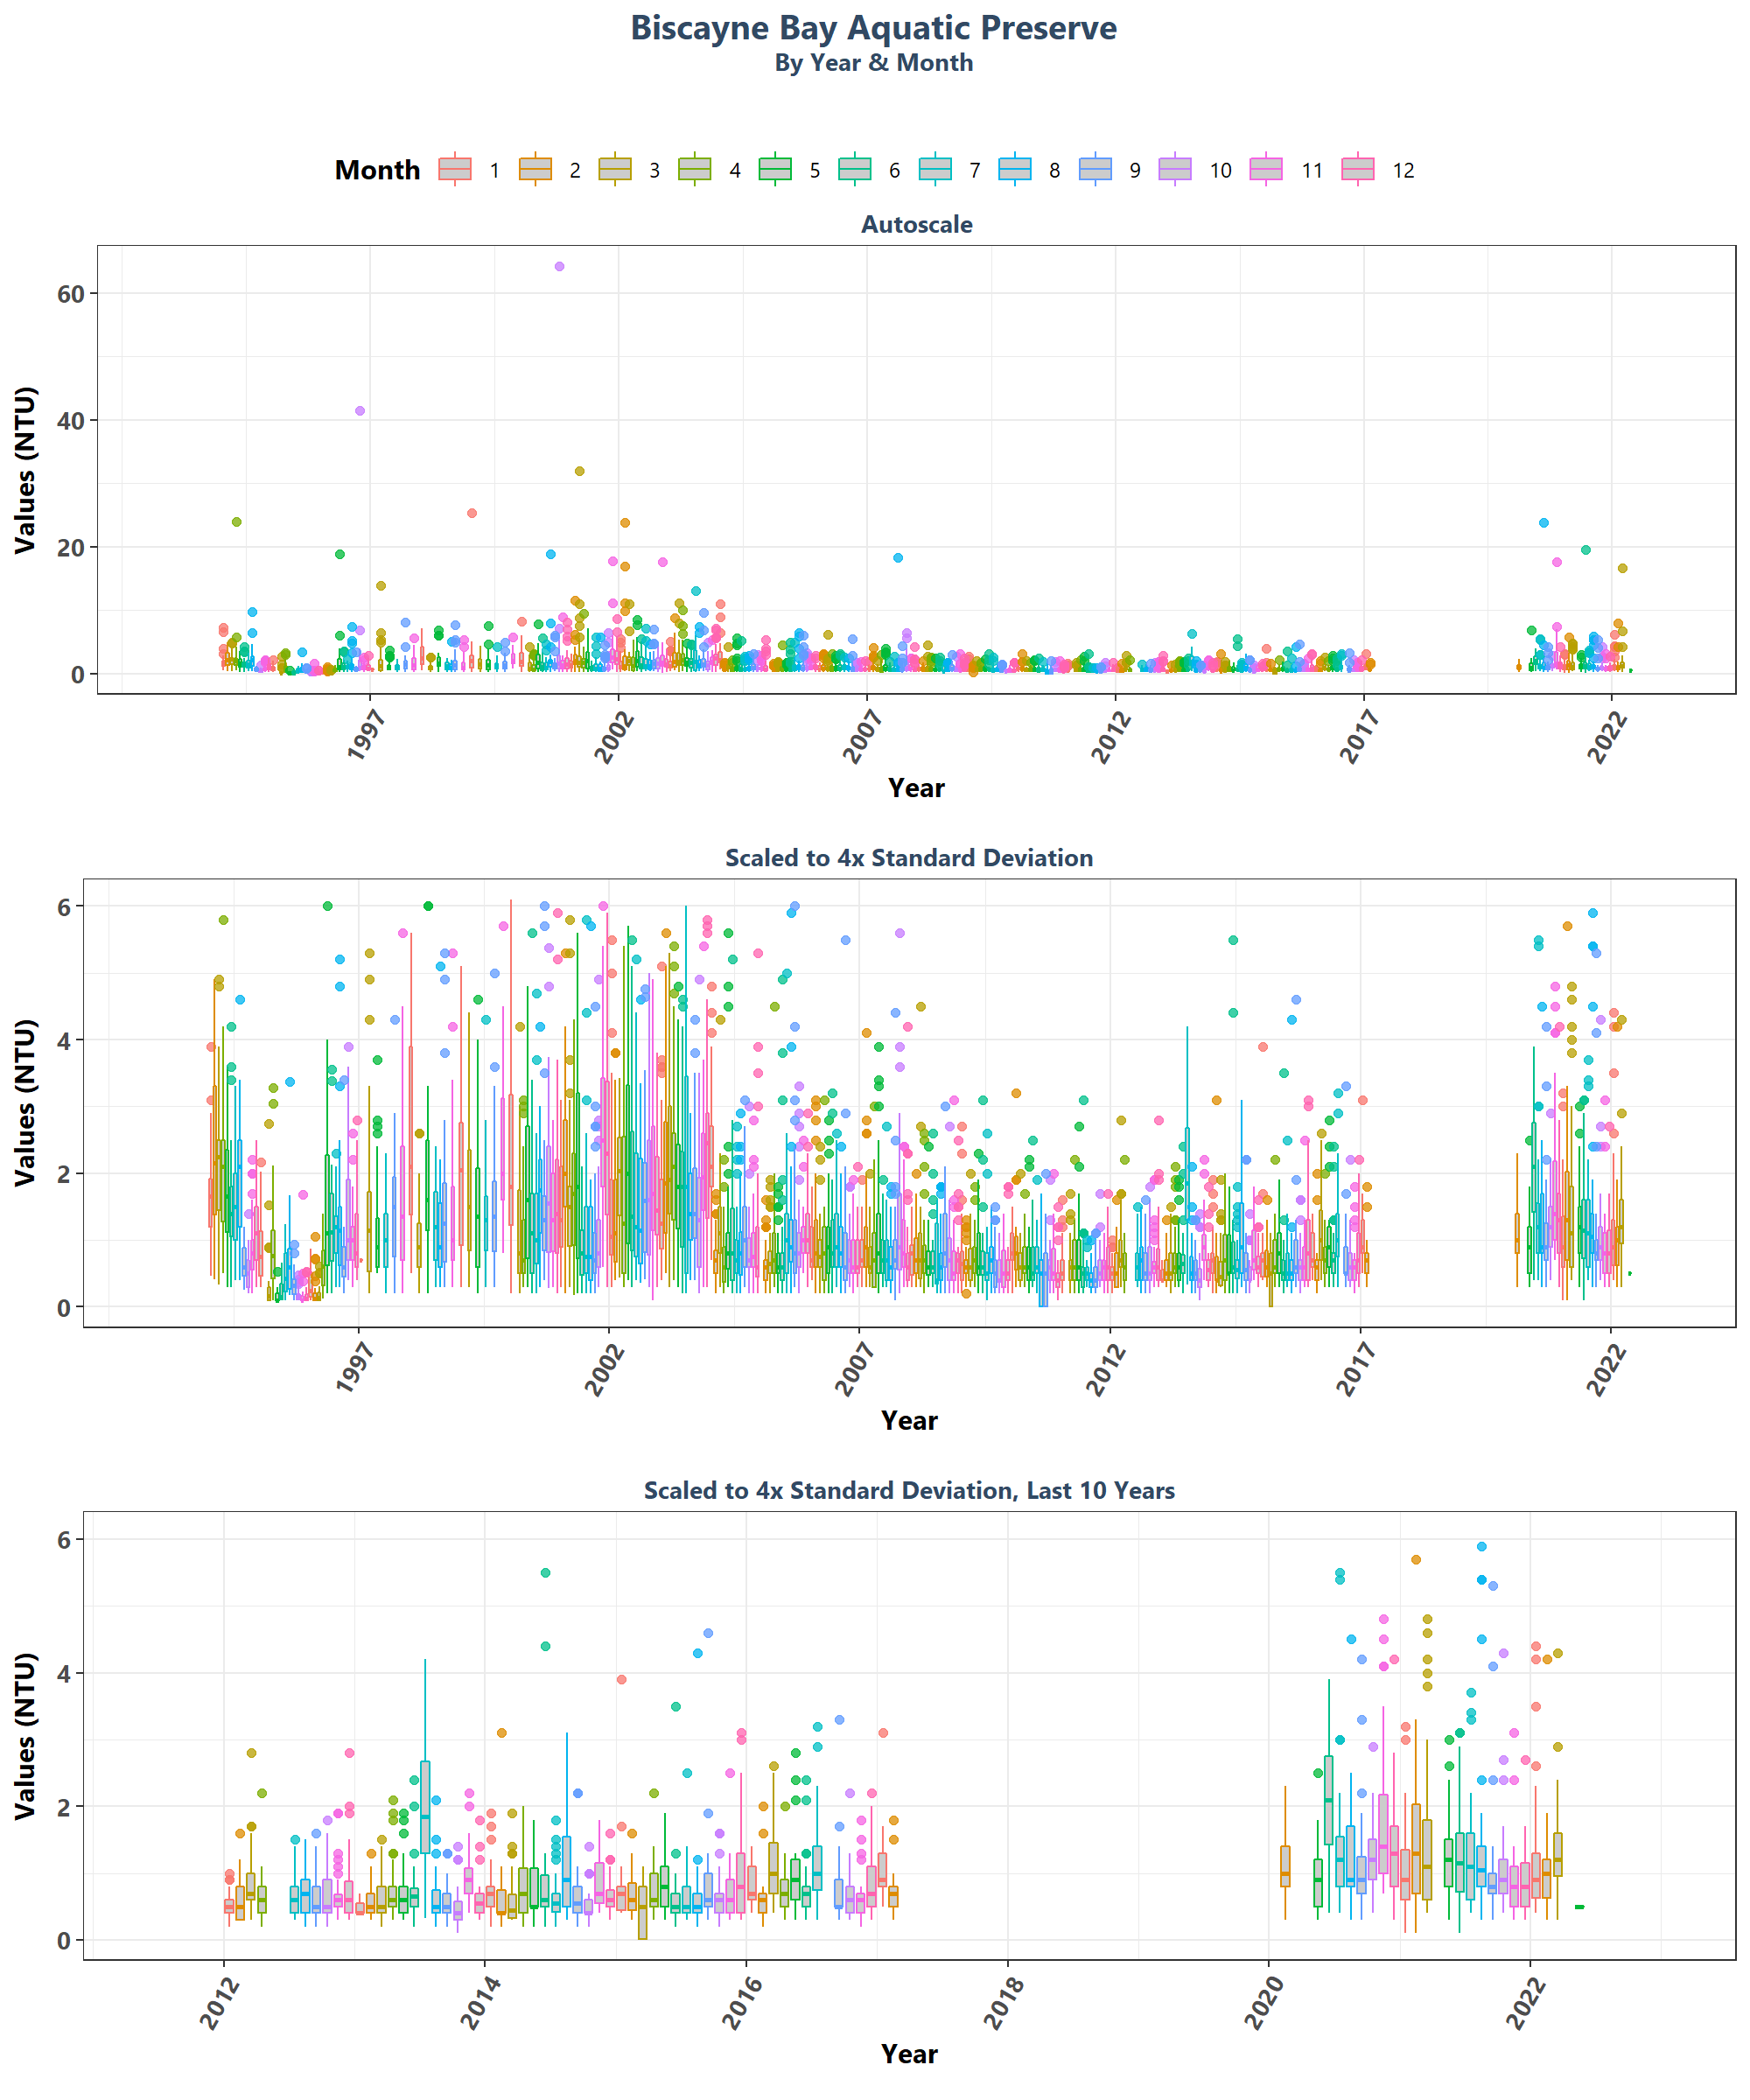 Biscayne Bay Aquatic Preserve
By Year & Month
Month 1 2 3 4 5 6 7 8 9 10 11 12
Autoscale
Values (NTU)
60
40
20
0
1997 2002 2007 2012 2017 2022
Year
Scaled to 4x Standard Deviation
Values (NTU)
6
4
2
0
1997 2002 2007 2012 2017 2022
Year
Scaled to 4x Standard Deviation, Last 10 Years
Values (NTU)
6
4
2
0
2012 2014 2016 2018 2020 2022
Year